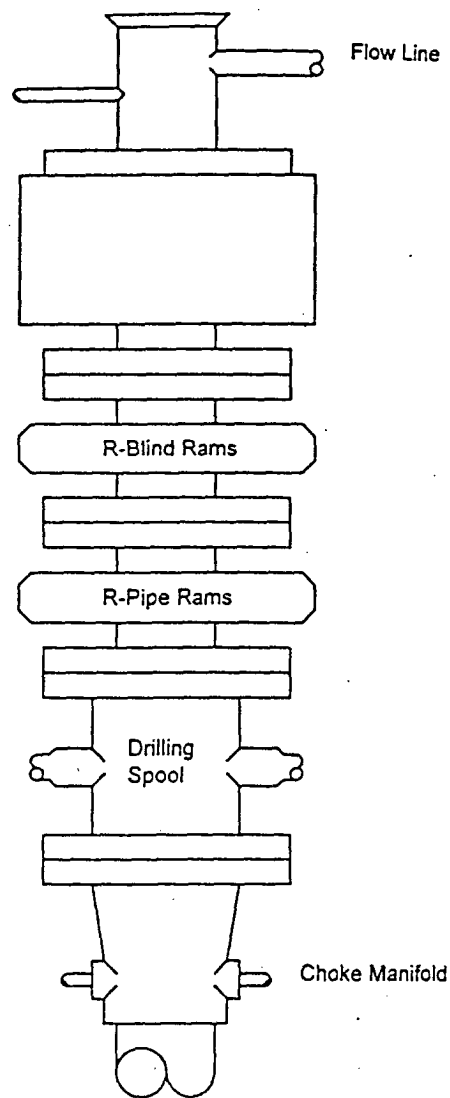 Flow Line
R-Blind Rams
R-Pipe Rams
Drilling
Spool
Choke Manifold